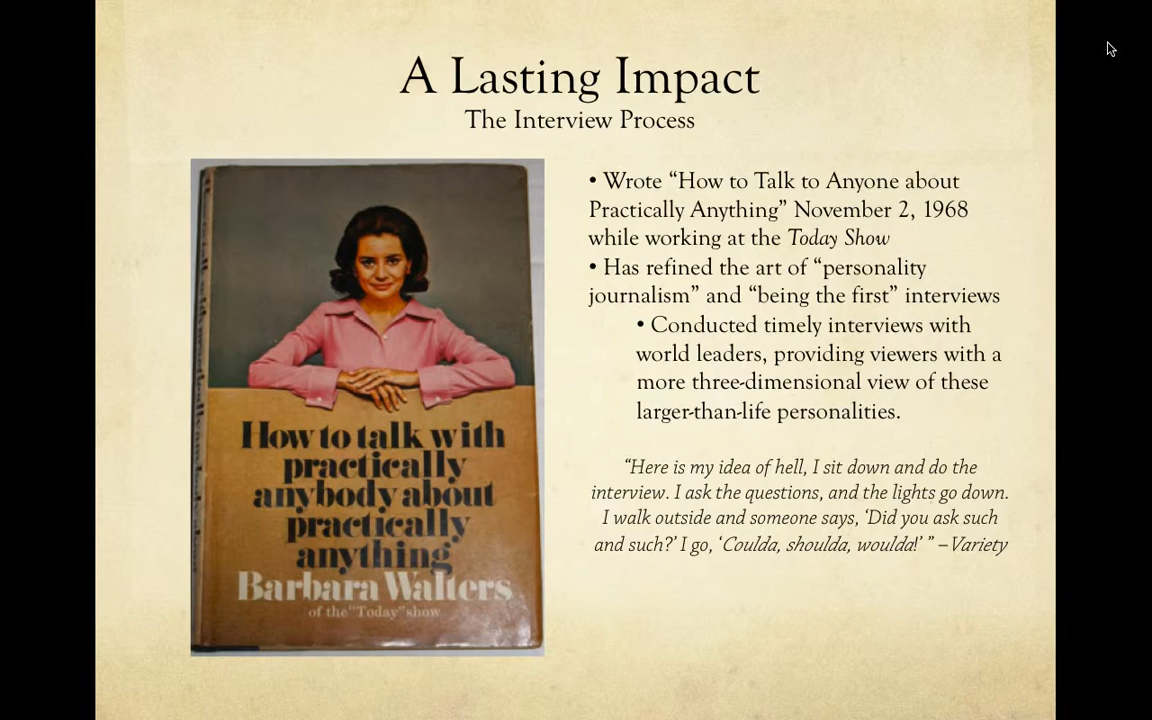 A Lasting Impact
The Interview Process
How to talk with
practically
anybody about
practically
anything
Barbara Walters
of the "Today" show
• Wrote “How to Talk to Anyone about
Practically Anything” November 2, 1968
while working at the Today Show
• Has refined the art of “personality
journalism” and “being the first” interviews
• Conducted timely interviews with
world leaders, providing viewers with a
more three-dimensional view of these
larger-than-life personalities.
“Here is my idea of hell, I sit down and do the
interview. I ask the questions, and the lights go down.
I walk outside and someone says, ‘Did you ask such
and such?’ I go, ‘Coulda, shoulda, woulda!’ ” – Variety